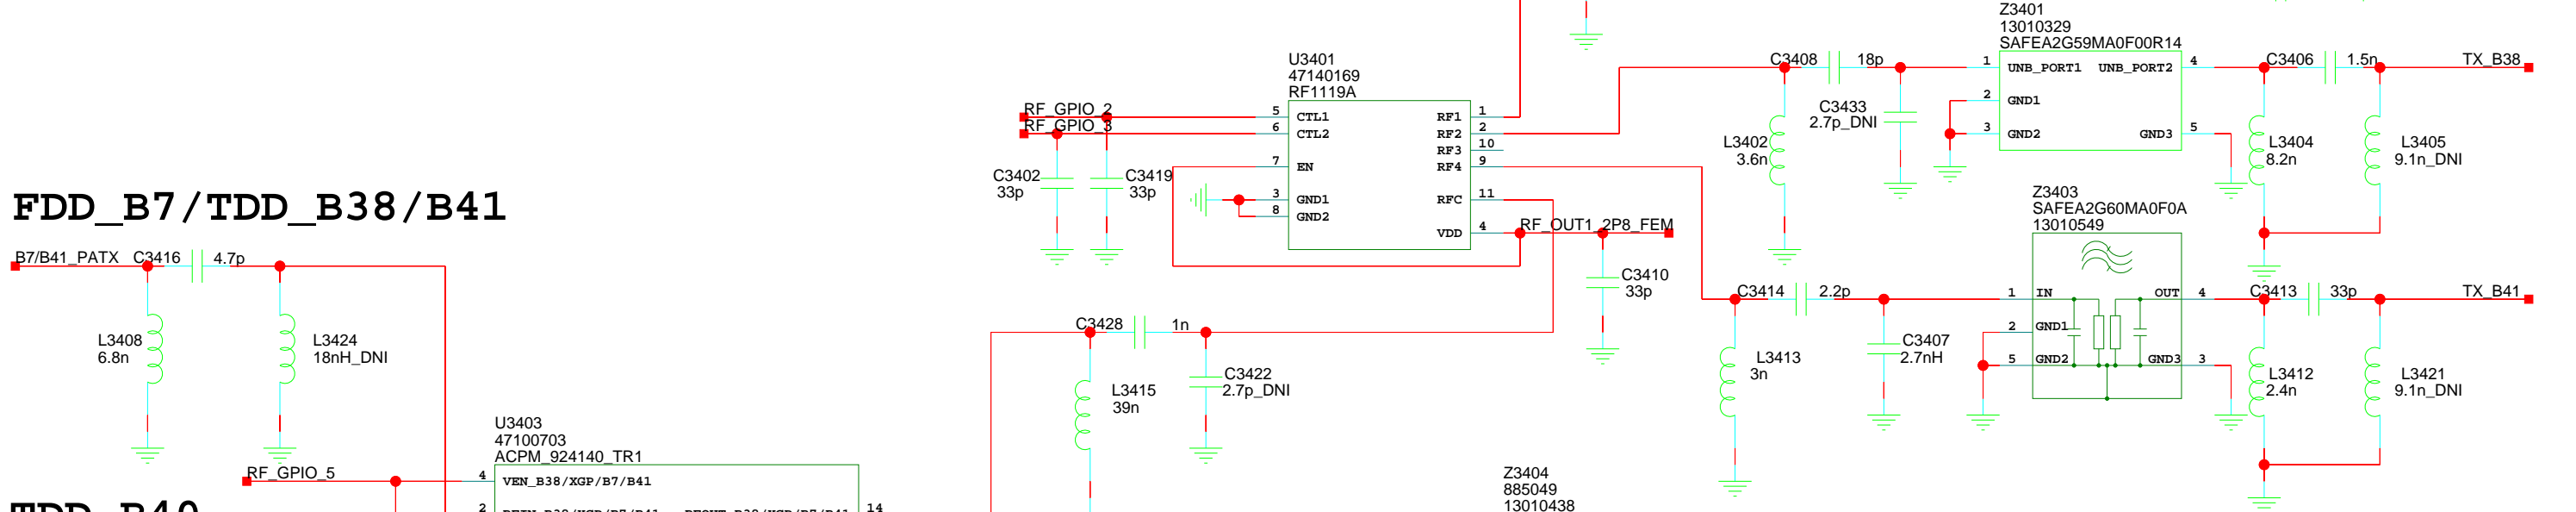 FDD_B7/TDD_B38/B41
B7/B41_PATX
C3416
4.7p
L3408
6.8n
L3424
18nH_DNI
RF_GPIO_5
U3403
47100703
ACPM_924140_TR1
4
VEN_B38/XGP/B7/B41
2
14
TDD_B40
RF_GPIO_2
RF_GPIO_3
C3402
33p
C3419
33p
U3401
47140169
RF1119A
5
CTL1
6
CTL2
7
EN
3
GND1
8
GND2
RF1
1
RF2
2
RF3
10
RF4
9
RFC
11
VDD
4
RF_OUT1_2P8_FEM
C3410
33p
C3428
1n
L3415
39n
C3422
2.7p_DNI
Z3404
885049
13010438
C3408
18p
L3402
3.6n
C3433
2.7p_DNI
Z3401
13010329
SAFEA2G59MA0F00R14
1
UNB_PORT1
UNB_PORT2
4
2
GND1
3
GND2
GND3
5
C3406
1.5n
TX_B38
L3404
8.2n
L3405
9.1n_DNI
Z3403
SAFEA2G60MA0F0A
13010549
C3414
2.2p
L3413
3n
C3407
2.7nH
1
IN
OUT
4
2
GND1
5
GND2
GND3
3
C3413
33p
TX_B41
L3412
2.4n
L3421
9.1n_DNI